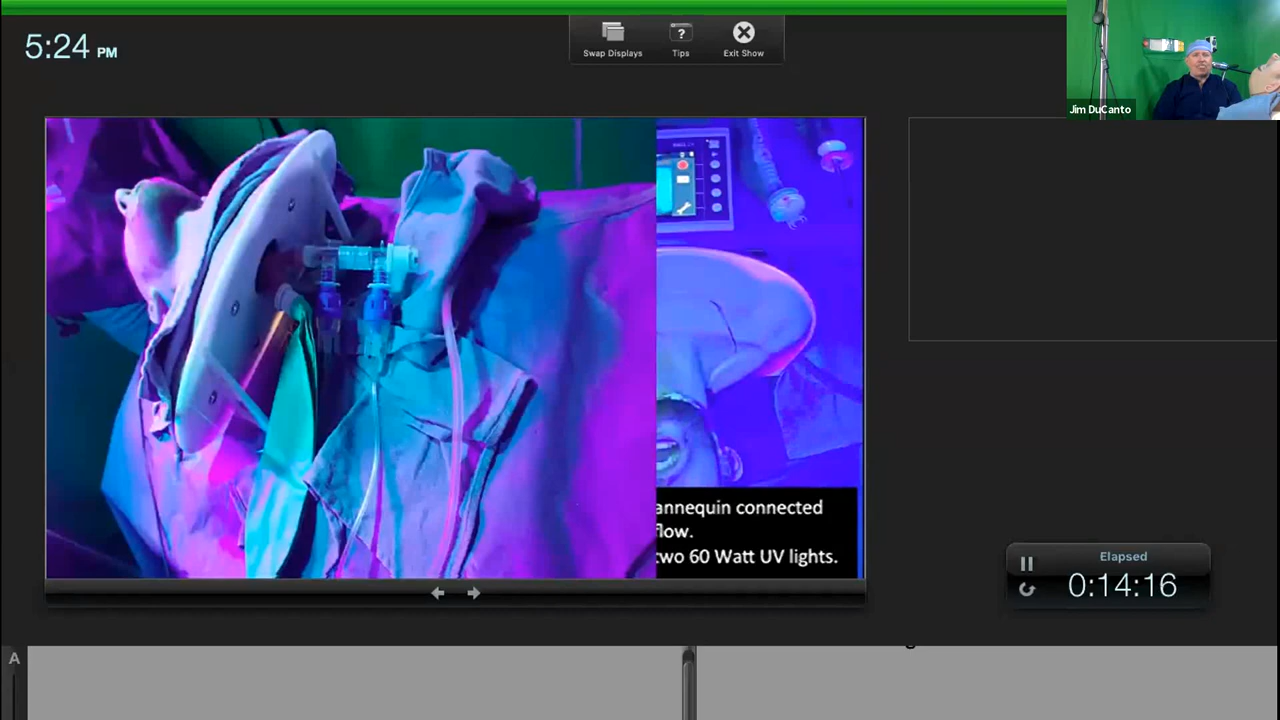 5:24 PM
Swap Displays
Tips
Exit Show
Jim DuCanto
annequin connected
flow.
two 60 Watt UV lights.
Elapsed
0:14:16
A